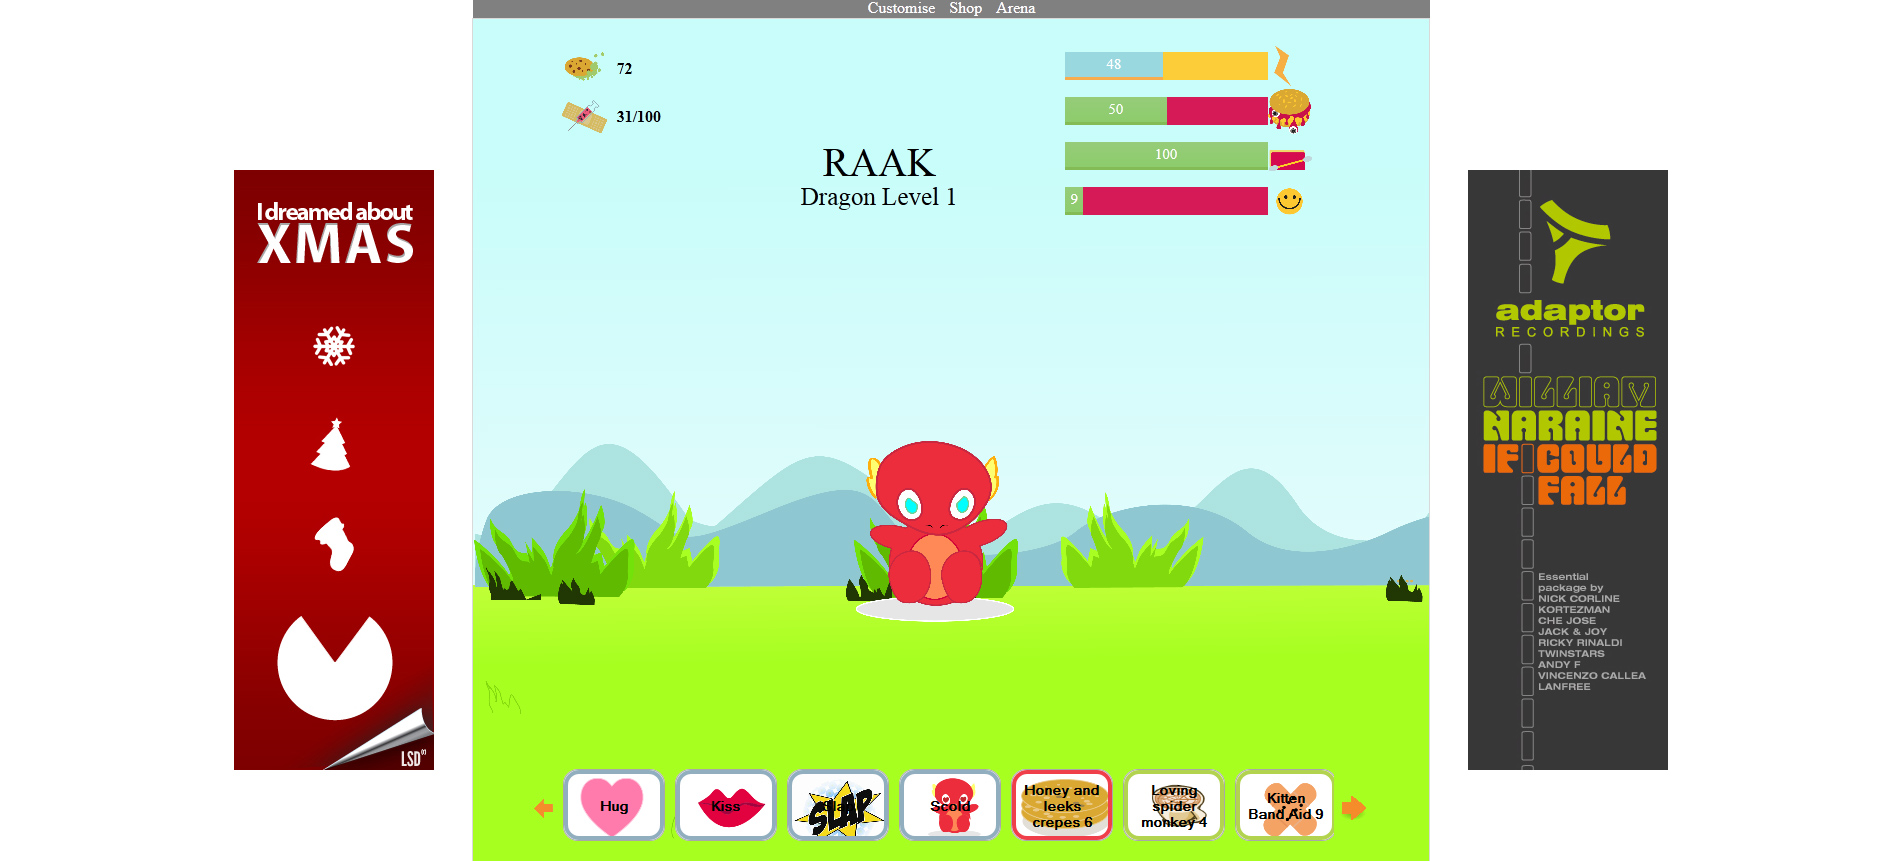 Customise Shop Arena
72
31/100
48
50
100
9
RAAK
Dragon Level 1
I dreamed about
XMAS
LSD
adaptor
RECORDINGS
WILLIAM
NARAINE
IF I COULD
FALL
Essential
package by
NICK CORLINE
KORTEZMAN
CHE JOSE
JACK & JOY
RICKY RINALDI
TWINSTARS
ANDY F
VINCENZO CALLEA
LANFREE
Hug
Kiss
Slap
SLAP
Scold
Honey and
leeks
crepes 6
Loving
spider
monkey 4
Kitten
Band Aid 9